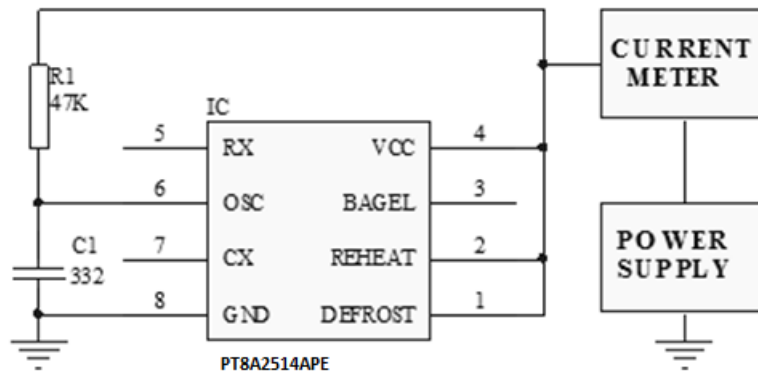 R1
47K
IC
5 RX VCC 4
6 OSC BAGEL 3
7 CX REHEAT 2
8 GND DEFROST 1
C1
332
PT8A2514APE
CURRENT
METER
POWER
SUPPLY